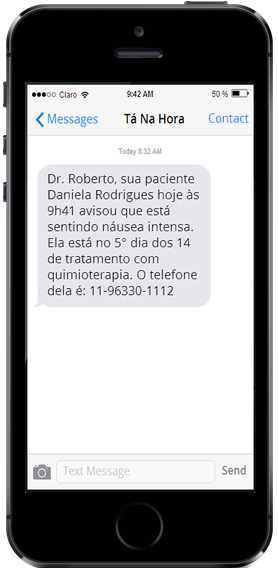 Claro 9:42 AM 50 %
Messages Tá Na Hora Contact
Today 8:32 AM
Dr. Roberto, sua paciente
Daniela Rodrigues hoje às
9h41 avisou que está
sentindo náusea intensa.
Ela está no 5° dia dos 14
de tratamento com
quimioterapia. O telefone
dela é: 11-96330-1112
Text Message Send